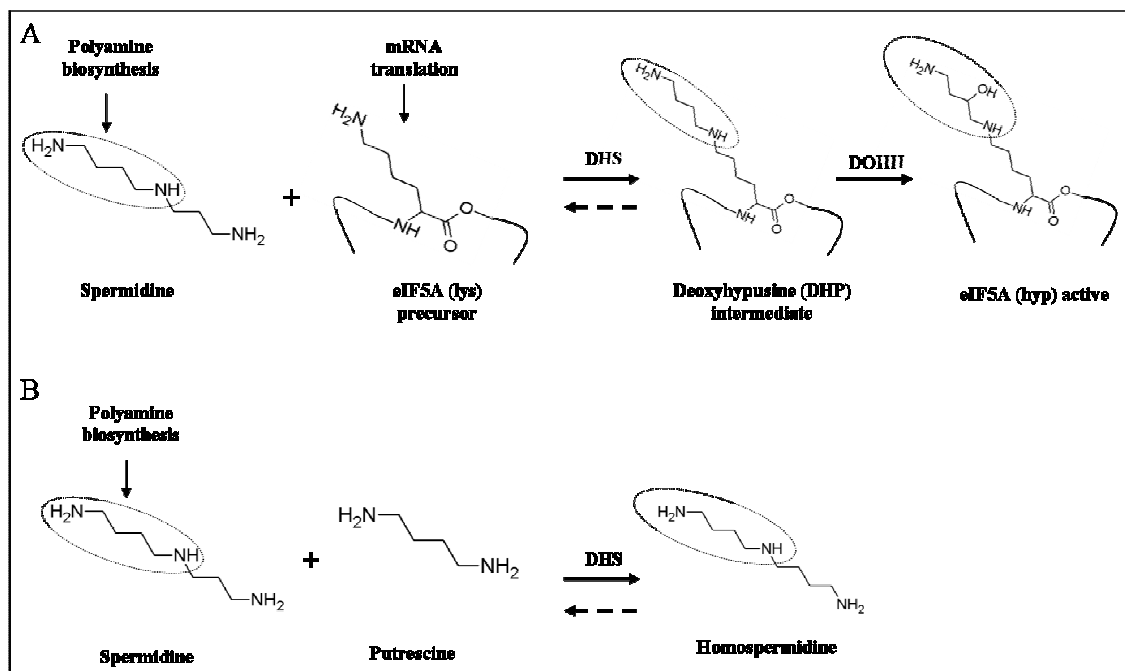 A
Polyamine
biosynthesis
mRNA
translation
H2N
NH
NH2
H2N
NH
O
O
H2N
NH
NH
O
O
H2N
OH
NH
NH
O
O
+
DHS
DOHH
Spermidine
eIF5A (lys)
precursor
Deoxyhypusine (DHP)
intermediate
eIF5A (hyp) active
B
Polyamine
biosynthesis
H2N
NH
NH2
+
H2N
NH2
DHS
H2N
NH
NH2
Spermidine
Putrescine
Homospermidine